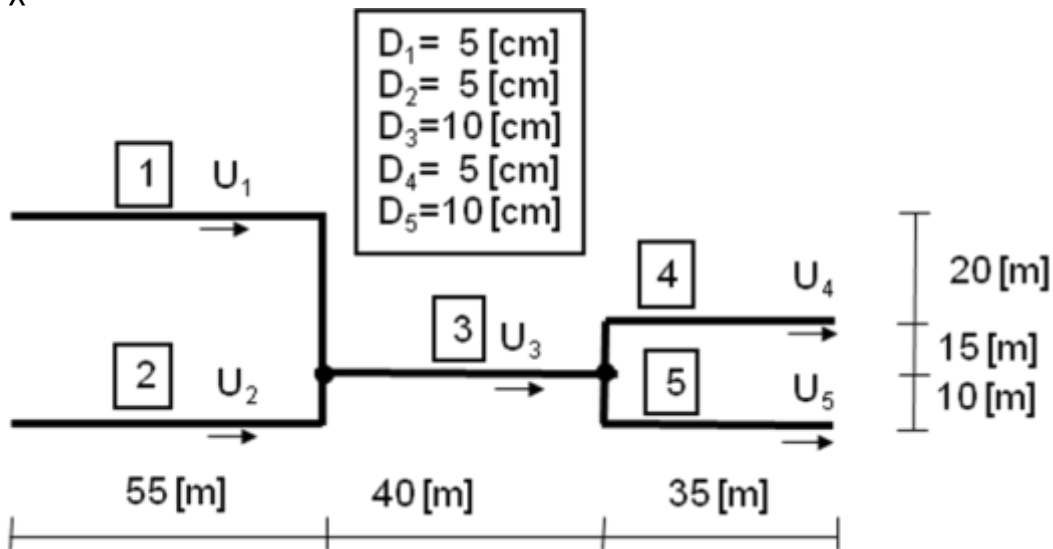 x
D₁= 5 [cm]
D₂= 5 [cm]
D₃=10 [cm]
D₄= 5 [cm]
D₅=10 [cm]
1 U₁
2 U₂
3 U₃
4 U₄
5 U₅
20 [m]
15 [m]
10 [m]
55 [m] 40 [m] 35 [m]